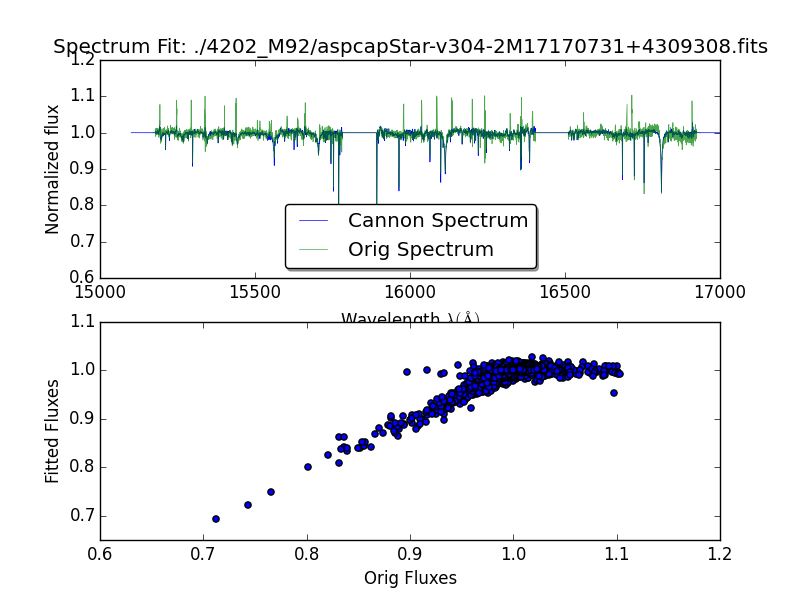 Spectrum Fit: ./4202_M92/aspcapStar-v304-2M17170731+4309308.fits
1.2
1.1
1.0
0.9
0.8
0.7
0.6
Normalized flux
Cannon Spectrum
Orig Spectrum
15000 15500 16000 16500 17000
Wavelength λ(Å)
1.1
1.0
0.9
0.8
0.7
Fitted Fluxes
0.6 0.7 0.8 0.9 1.0 1.1 1.2
Orig Fluxes